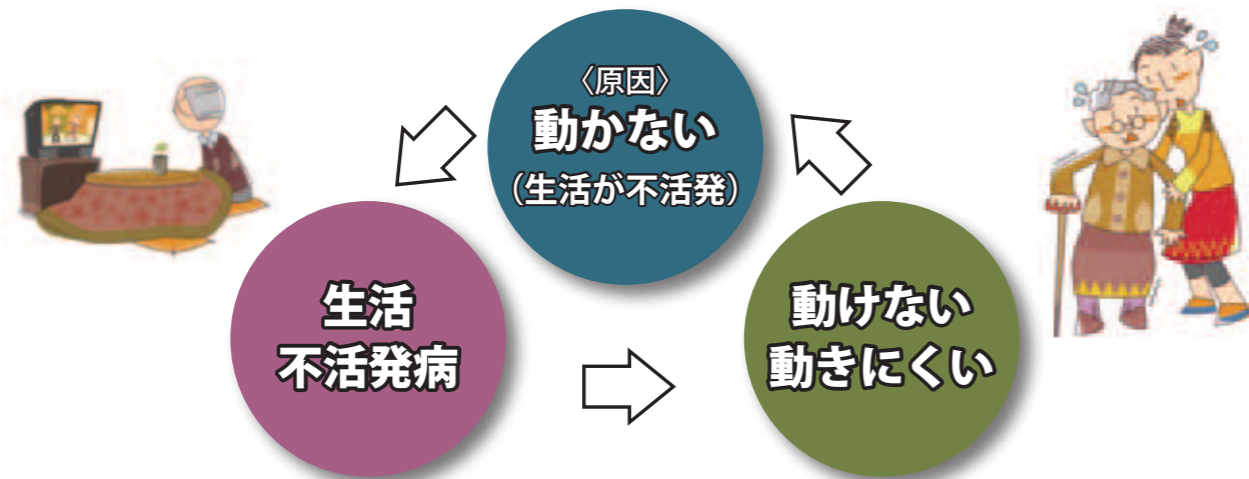 〈原因〉
動かない
（生活が不活発）
生活
不活発病
動けない
動きにくい